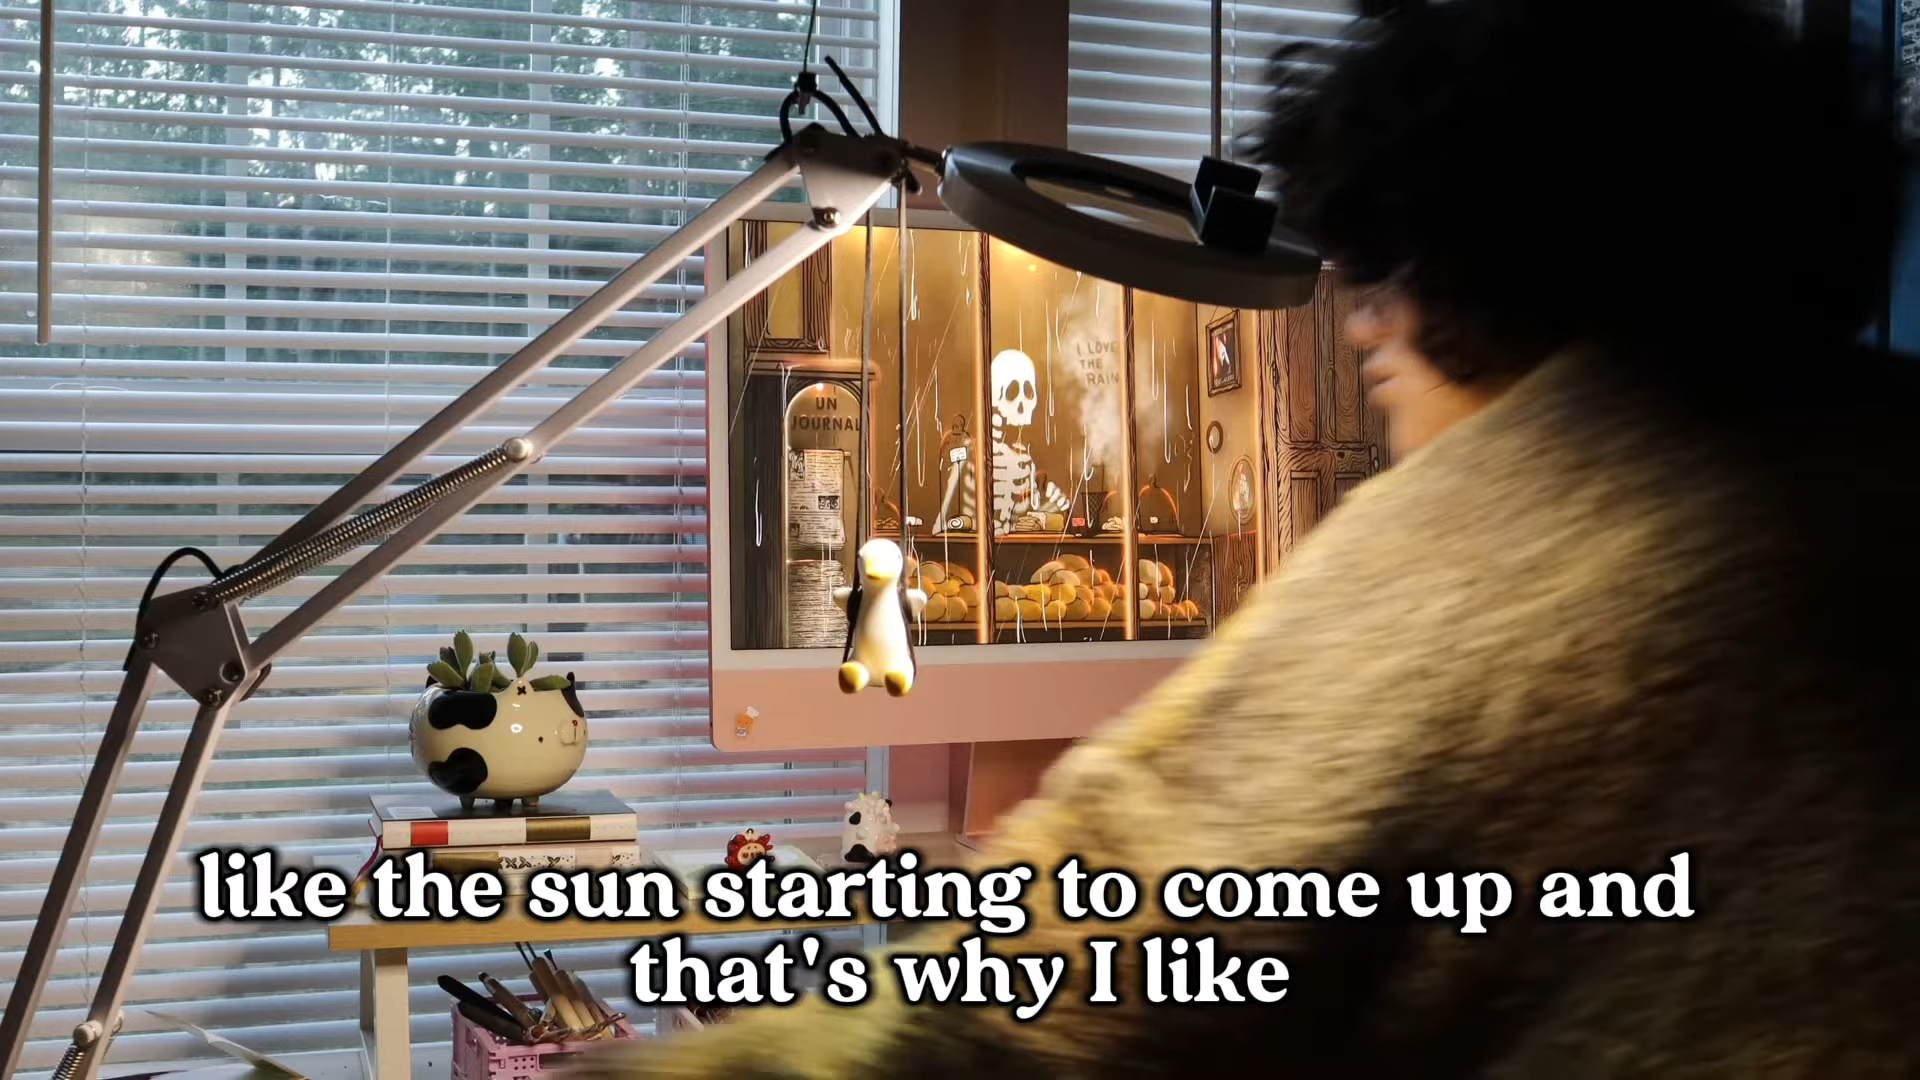 I LOVE
THE
RAIN
UN
JOURNAL
like the sun starting to come up and
that's why I like